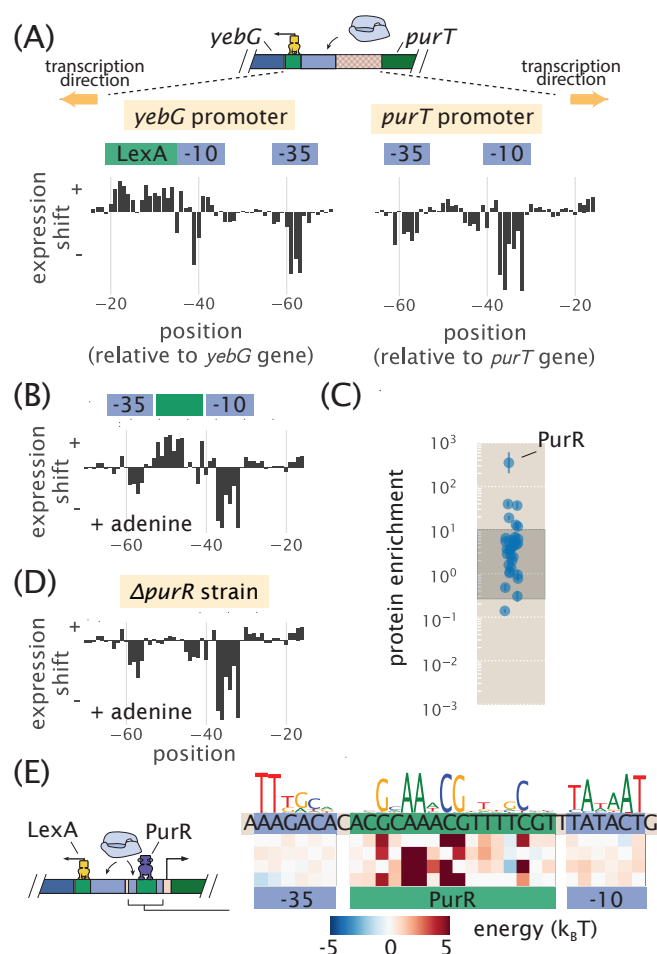 (A)
yebG
purT
transcription
direction
transcription
direction
yebG promoter
purT promoter
LexA
-10
-35
-35
-10
expression
shift
+
-
−20
−40
−60
−60
−40
−20
position
(relative to yebG gene)
position
(relative to purT gene)
(B)
-35
-10
expression
shift
+
-
+ adenine
−60
−40
−20
(C)
PurR
protein enrichment
10³
10²
10¹
10⁰
10⁻¹
10⁻²
10⁻³
(D)
ΔpurR strain
expression
shift
+
-
+ adenine
−60
−40
−20
position
(E)
LexA
PurR
AAAGACACACGCAAACGTTTTCGTTTATACTG
-35
PurR
-10
-5
0
5
energy (kBT)